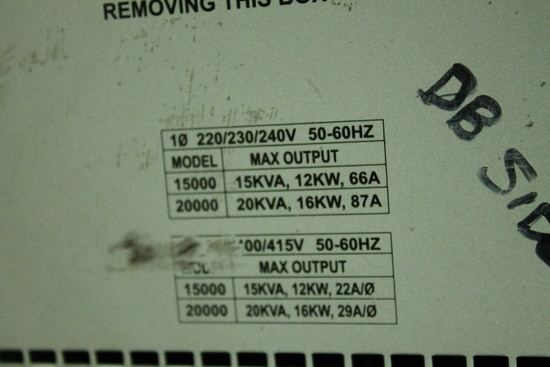 REMOVING THIS BOX
1Ø 220/230/240V 50-60HZ
MODEL MAX OUTPUT
15000 15KVA, 12KW, 66A
20000 20KVA, 16KW, 87A
00/415V 50-60HZ
MAX OUTPUT
15000 15KVA, 12KW, 22A/Ø
20000 20KVA, 16KW, 29A/Ø
DB SIDE